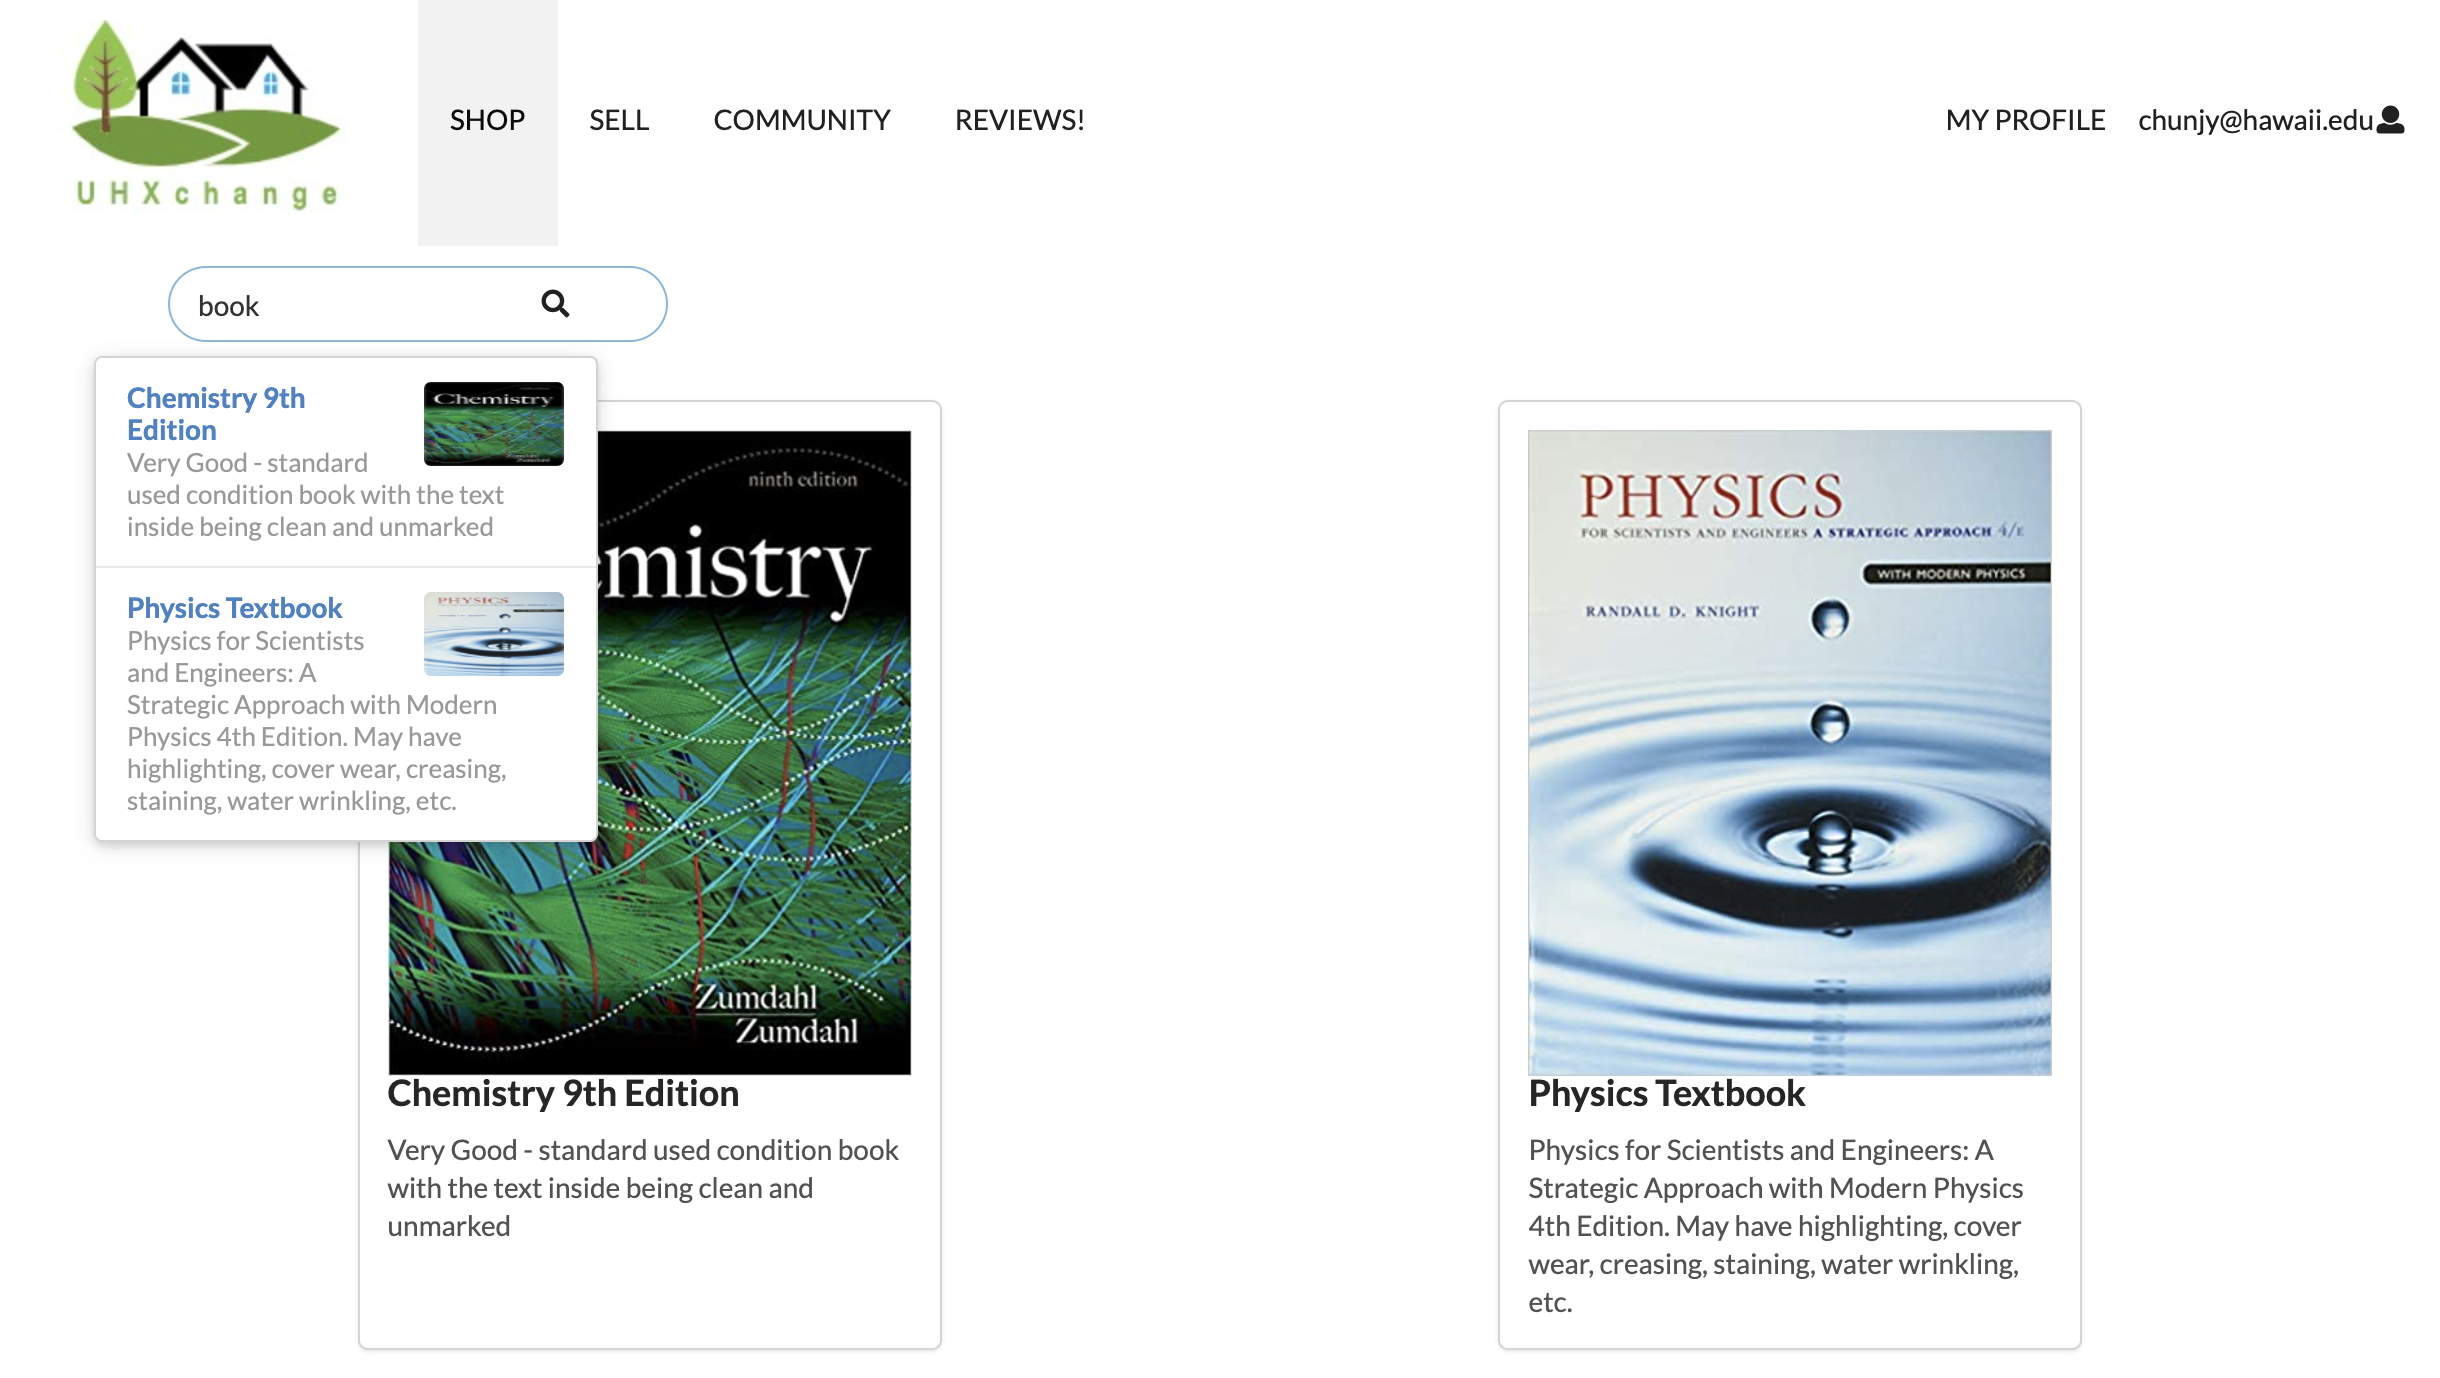 UHXchange
SHOP
SELL
COMMUNITY
REVIEWS!
MY PROFILE
chunjy@hawaii.edu
book
Chemistry 9th
Edition
Very Good - standard
used condition book with the text
inside being clean and unmarked
Chemistry
Physics Textbook
Physics for Scientists
and Engineers: A
Strategic Approach with Modern
Physics 4th Edition. May have
highlighting, cover wear, creasing,
staining, water wrinkling, etc.
PHYSICS
ninth edition
emistry
Zumdahl
Zumdahl
Chemistry 9th Edition
Very Good - standard used condition book
with the text inside being clean and
unmarked
PHYSICS
FOR SCIENTISTS AND ENGINEERS A STRATEGIC APPROACH 4/E
WITH MODERN PHYSICS
RANDALL D. KNIGHT
Physics Textbook
Physics for Scientists and Engineers: A
Strategic Approach with Modern Physics
4th Edition. May have highlighting, cover
wear, creasing, staining, water wrinkling,
etc.